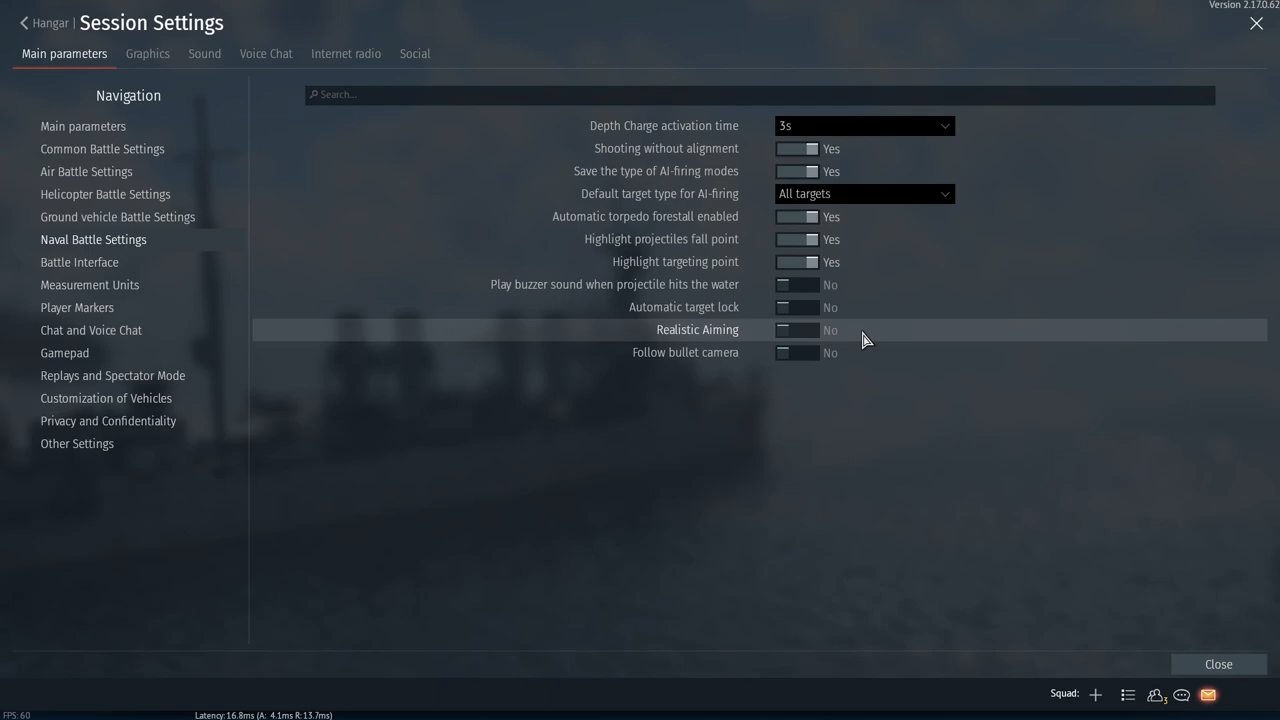 Version 2.17.0.62
Hangar | Session Settings
Main parameters Graphics Sound Voice Chat Internet radio Social
Navigation
Main parameters
Common Battle Settings
Air Battle Settings
Helicopter Battle Settings
Ground vehicle Battle Settings
Naval Battle Settings
Battle Interface
Measurement Units
Player Markers
Chat and Voice Chat
Gamepad
Replays and Spectator Mode
Customization of Vehicles
Privacy and Confidentiality
Other Settings
Search...
Depth Charge activation time 3s
Shooting without alignment Yes
Save the type of AI-firing modes Yes
Default target type for AI-firing All targets
Automatic torpedo forestall enabled Yes
Highlight projectiles fall point Yes
Highlight targeting point Yes
Play buzzer sound when projectile hits the water No
Automatic target lock No
Realistic Aiming No
Follow bullet camera No
Close
Squad: 3
FPS: 60 Latency: 16.8ms (A: 4.1ms R: 13.7ms)